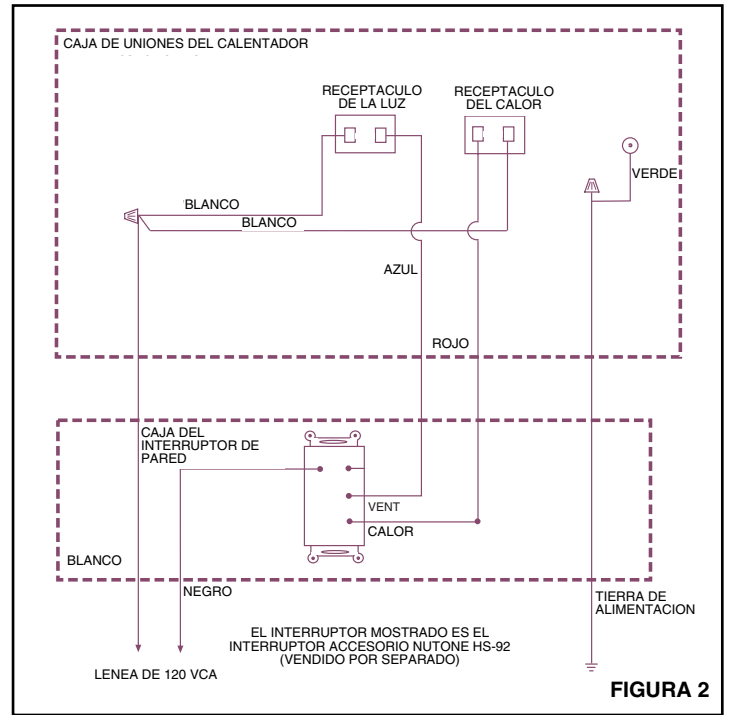 CAJA DE UNIONES DEL CALENTADOR
RECEPTACULO
DE LA LUZ
RECEPTACULO
DEL CALOR
VERDE
BLANCO
BLANCO
AZUL
ROJO
CAJA DEL
INTERRUPTOR DE
PARED
VENT
CALOR
BLANCO
NEGRO
TIERRA DE
ALIMENTACION
EL INTERRUPTOR MOSTRADO ES EL
INTERRUPTOR ACCESORIO NUTONE HS-92
(VENDIDO POR SEPARADO)
LENEA DE 120 VCA
FIGURA 2